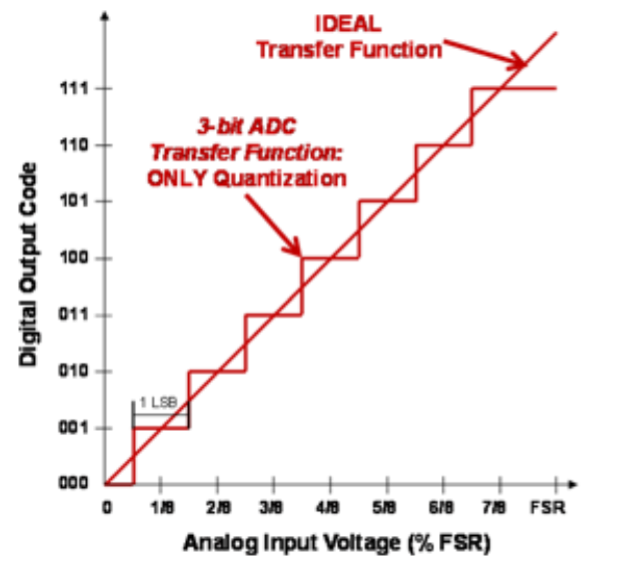 IDEAL
Transfer Function
111
3-bit ADC
Transfer Function:
ONLY Quantization
110
101
100
011
010
1 LSB
001
000
0 1/8 2/8 3/8 4/8 5/8 6/8 7/8 FSR
Analog Input Voltage (% FSR)
Digital Output Code